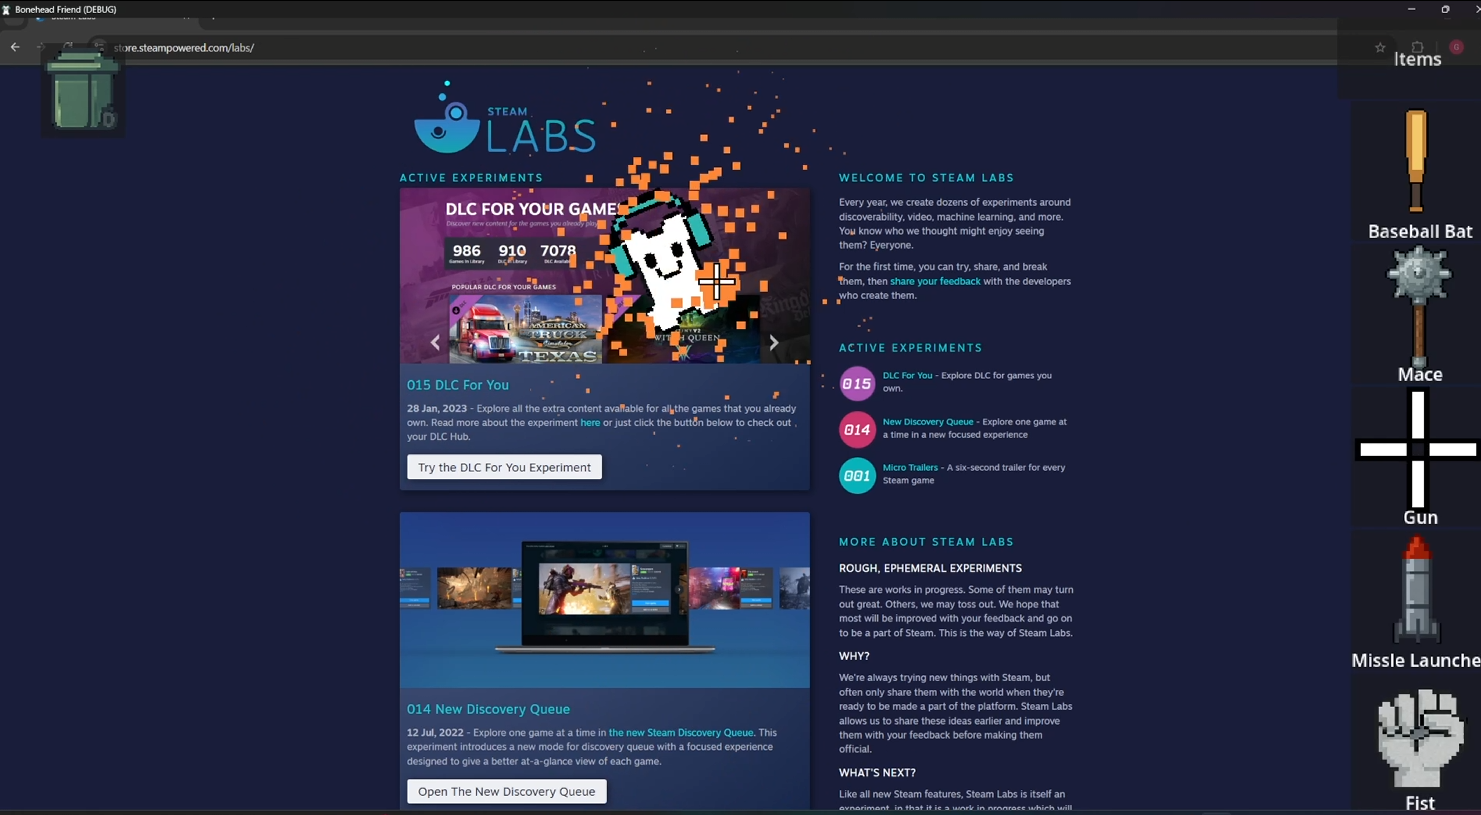 Bonehead Friend (DEBUG)
store.steampowered.com/labs/
G
Items
STEAM
LABS
ACTIVE EXPERIMENTS
DLC FOR YOUR GAMES
Discover new content for the games you already play
986
910
7078
Games in Library
POPULAR DLC FOR YOUR GAMES
AMERICAN
TRUCK
Simulator
TEXAS
WITCH QUEEN
015 DLC For You
28 Jan, 2023 - Explore all the extra content available for all the games that you already
own. Read more about the experiment here or just click the button below to check out
your DLC Hub.
Try the DLC For You Experiment
014 New Discovery Queue
12 Jul, 2022 - Explore one game at a time in the new Steam Discovery Queue. This
experiment introduces a new mode for discovery queue with a focused experience
designed to give a better at-a-glance view of each game.
Open The New Discovery Queue
WELCOME TO STEAM LABS
Every year, we create dozens of experiments around
discoverability, video, machine learning, and more.
You know who we thought might enjoy seeing
them? Everyone.
For the first time, you can try, share, and break
them, then share your feedback with the developers
who create them.
ACTIVE EXPERIMENTS
015
DLC For You - Explore DLC for games you
own.
014
New Discovery Queue - Explore one game at
a time in a new focused experience
001
Micro Trailers - A six-second trailer for every
Steam game
MORE ABOUT STEAM LABS
ROUGH, EPHEMERAL EXPERIMENTS
These are works in progress. Some of them may turn
out great. Others, we may toss out. We hope that
most will be improved with your feedback and go on
to be a part of Steam. This is the way of Steam Labs.
WHY?
We're always trying new things with Steam, but
often only share them with the world when they're
ready to be made a part of the platform. Steam Labs
allows us to share these ideas earlier and improve
them with your feedback before making them
official.
WHAT'S NEXT?
Like all new Steam features, Steam Labs is itself an
experiment, in that it is a work in progress which will
Baseball Bat
Mace
Gun
Missle Launche
Fist